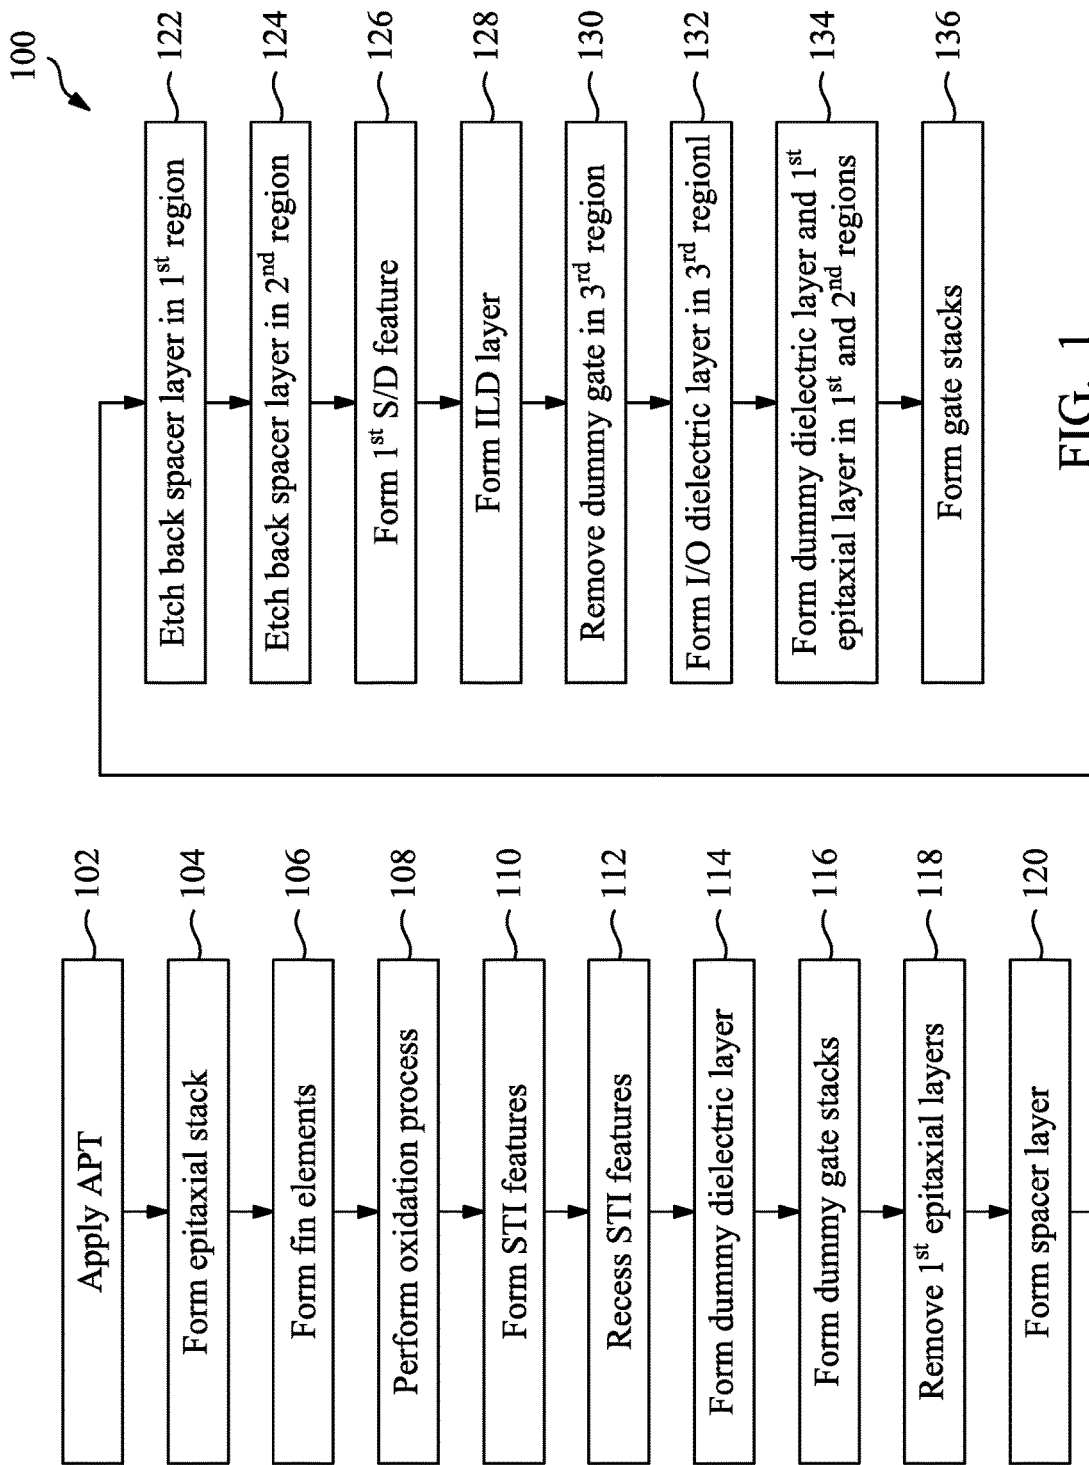 100
Apply APT
102
Form epitaxial stack
104
Form fin elements
106
Perform oxidation process
108
Form STI features
110
Recess STI features
112
Form dummy dielectric layer
114
Form dummy gate stacks
116
Remove 1st epitaxial layers
118
Form spacer layer
120
Etch back spacer layer in 1st region
122
Etch back spacer layer in 2nd region
124
Form 1st S/D feature
126
Form ILD layer
128
Remove dummy gate in 3rd region
130
Form I/O dielectric layer in 3rd regionl
132
Form dummy dielectric layer and 1st
epitaxial layer in 1st and 2nd regions
134
Form gate stacks
136
FIG. 1